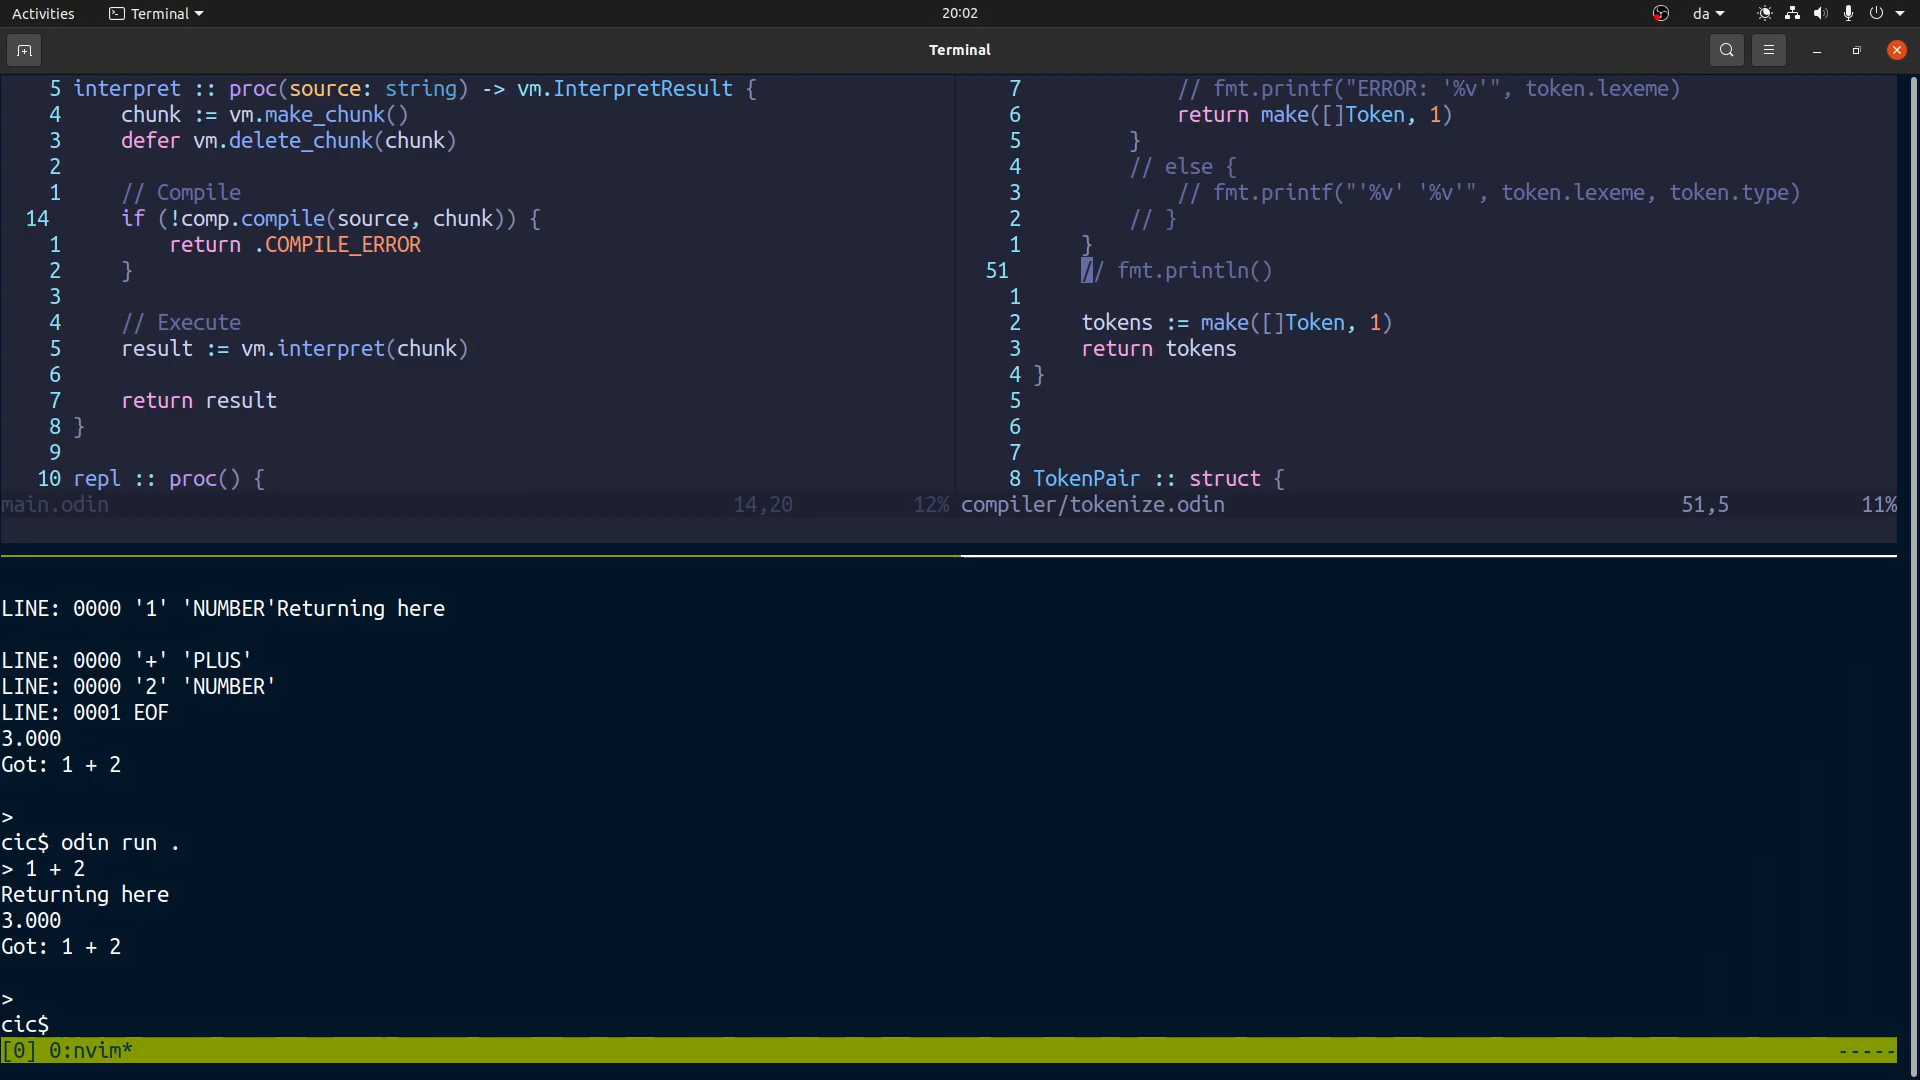 Activities
Terminal
20:02
da
Terminal
5 interpret :: proc(source: string) -> vm.InterpretResult {
4     chunk := vm.make_chunk()
3     defer vm.delete_chunk(chunk)
2
1     // Compile
14     if (!comp.compile(source, chunk)) {
1         return .COMPILE_ERROR
2     }
3
4     // Execute
5     result := vm.interpret(chunk)
6
7     return result
8 }
9
10 repl :: proc() {
main.odin 14,20 12%
7             // fmt.printf("ERROR: '%v'", token.lexeme)
6             return make([]Token, 1)
5         }
4         // else {
3             // fmt.printf("'%v' '%v'", token.lexeme, token.type)
2         // }
1     }
51     // fmt.println()
1
2     tokens := make([]Token, 1)
3     return tokens
4 }
5
6
7
8 TokenPair :: struct {
compiler/tokenize.odin 51,5 11%
LINE: 0000 '1' 'NUMBER'Returning here
LINE: 0000 '+' 'PLUS'
LINE: 0000 '2' 'NUMBER'
LINE: 0001 EOF
3.000
Got: 1 + 2
>
cic$ odin run .
> 1 + 2
Returning here
3.000
Got: 1 + 2
>
cic$
[0] 0:nvim* -----